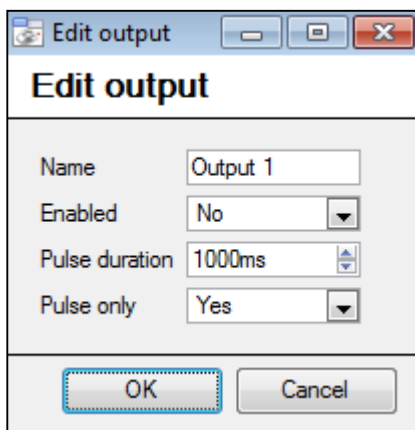 Edit output
Edit output
Name Output 1
Enabled No
Pulse duration 1000ms
Pulse only Yes
OK Cancel